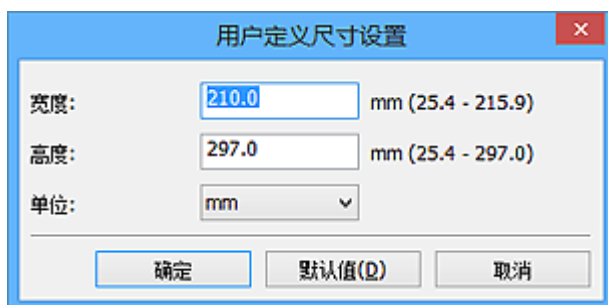 用户定义尺寸设置
宽度: 210.0 mm (25.4 - 215.9)
高度: 297.0 mm (25.4 - 297.0)
单位: mm
确定 默认值(D) 取消